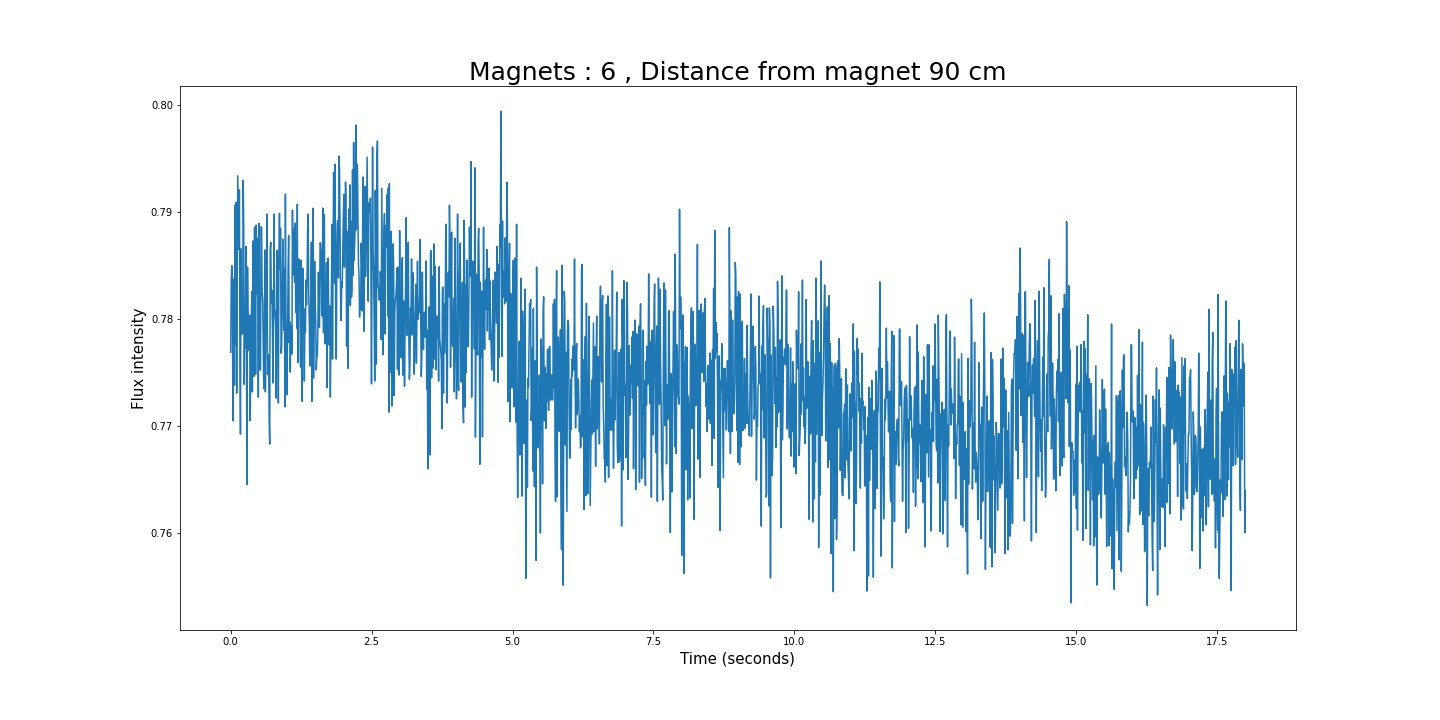 Magnets : 6 , Distance from magnet 90 cm
0.80
0.79
0.78
0.77
0.76
Flux intensity
0.0 2.5 5.0 7.5 10.0 12.5 15.0 17.5
Time (seconds)